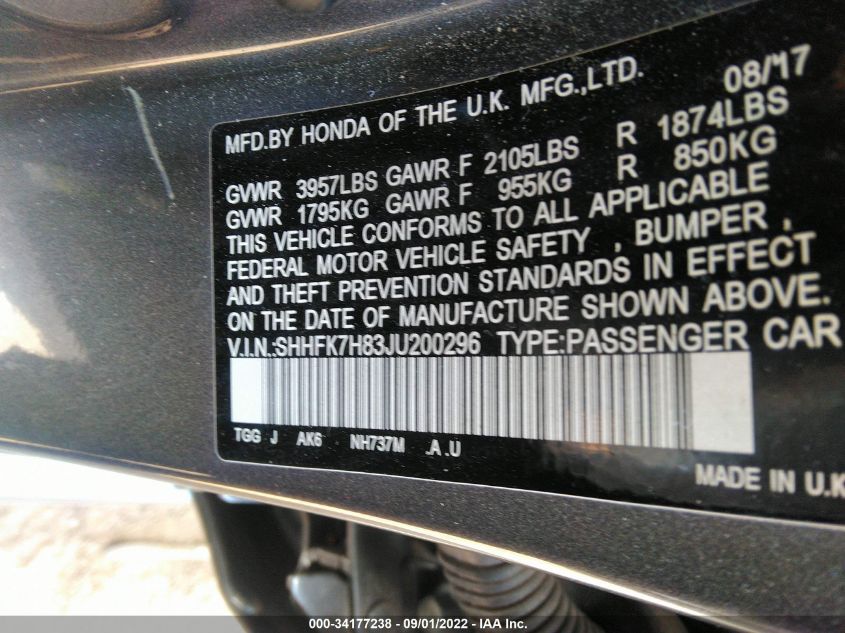 MFD.BY HONDA OF THE U.K. MFG.,LTD. 08/17
GVWR 3957LBS GAWR F 2105LBS R 1874LBS
GVWR 1795KG GAWR F 955KG R 850KG
THIS VEHICLE CONFORMS TO ALL APPLICABLE
FEDERAL MOTOR VEHICLE SAFETY , BUMPER ,
AND THEFT PREVENTION STANDARDS IN EFFECT
ON THE DATE OF MANUFACTURE SHOWN ABOVE.
V.I.N.:SHHFK7H83JU200296 TYPE:PASSENGER CAR
TGG J AK6 NH737M .A .U
MADE IN U.K
000-34177238 - 09/01/2022 - IAA Inc.